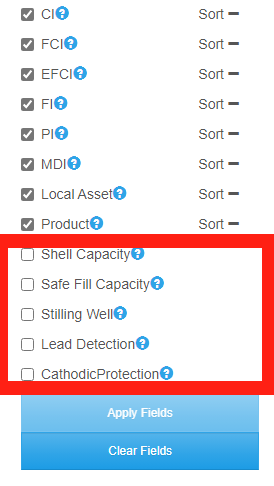 CI? Sort
FCI? Sort
EFCI? Sort
FI? Sort
PI? Sort
MDI? Sort
Local Asset? Sort
Product? Sort
Shell Capacity?
Safe Fill Capacity?
Stilling Well?
Lead Detection?
CathodicProtection?
Apply Fields
Clear Fields